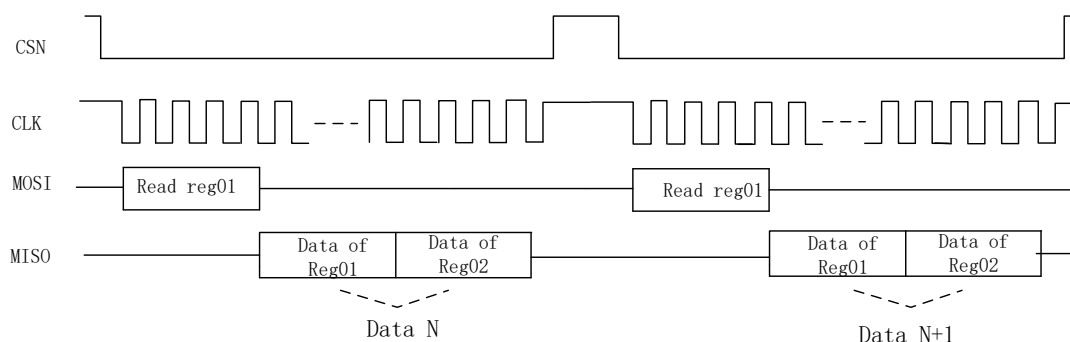 CSN
CLK
MOSI
Read reg01
Read reg01
MISO
Data of
Reg01
Data of
Reg02
Data of
Reg01
Data of
Reg02
Data N
Data N+1